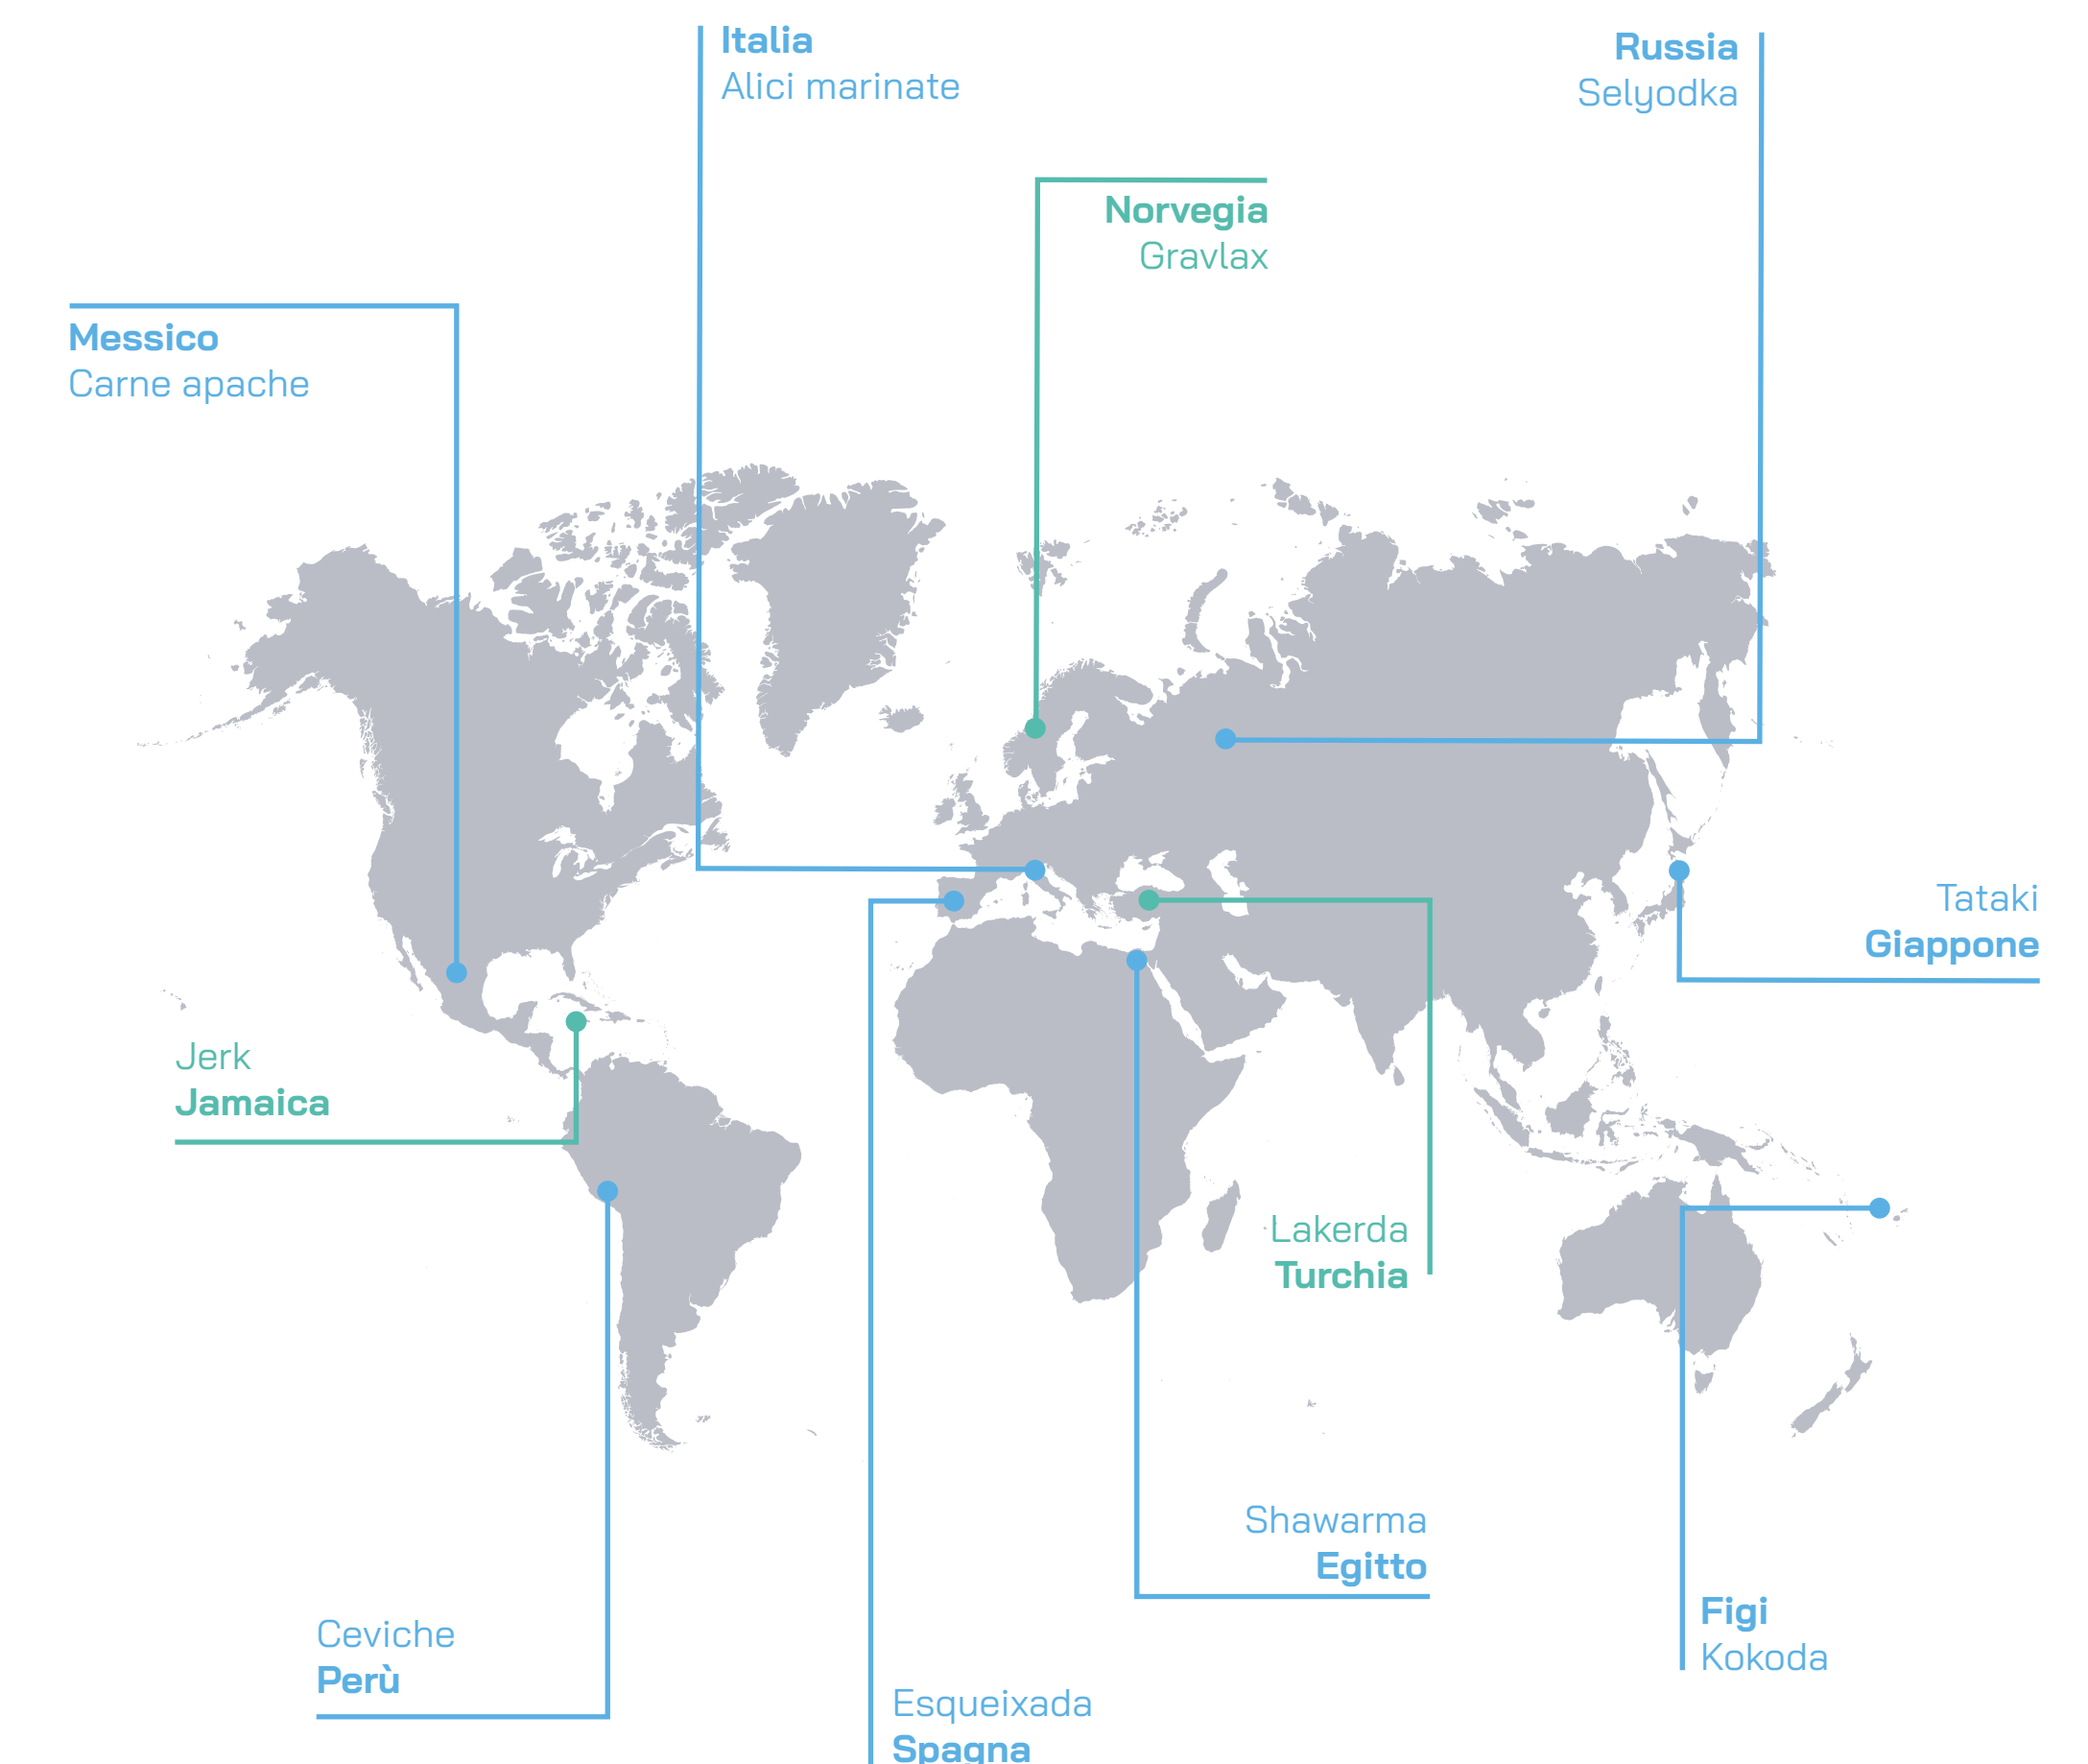 Italia
Alici marinate
Russia
Selyodka
Norvegia
Gravlax
Messico
Carne apache
Tataki
Giappone
Jerk
Jamaica
Lakerda
Turchia
Shawarma
Egitto
Figi
Kokoda
Ceviche
Perù
Esqueixada
Spagna